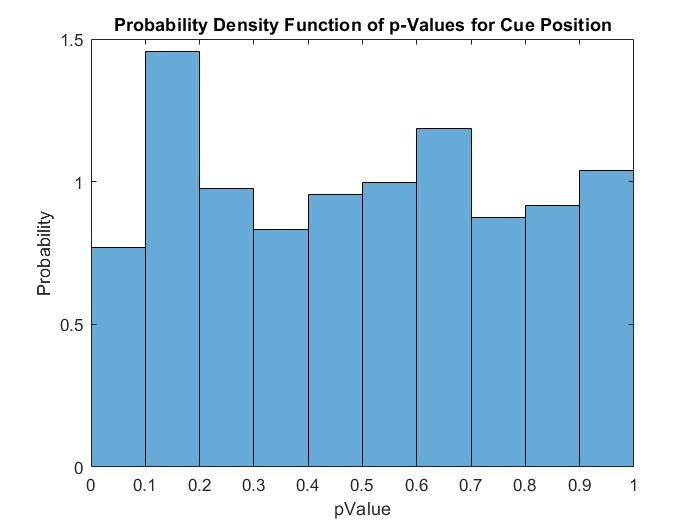 Probability Density Function of p-Values for Cue Position
1.5
1
0.5
0
Probability
0 0.1 0.2 0.3 0.4 0.5 0.6 0.7 0.8 0.9 1
pValue